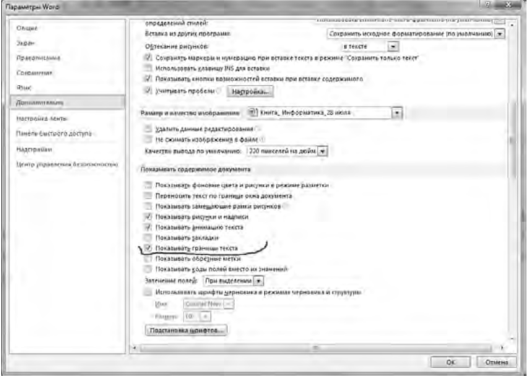 Параметры Word
Общие
Экран
Правописание
Сохранение
Язык
Дополнительно
Настройка ленты
Панель быстрого доступа
Надстройки
Центр управления безопасностью
определений стилей:
Вставка из других программ: Сохранить исходное форматирование (по умолчанию)
Обтекание рисунков: в тексте
Сохранять маркеры и нумерацию при вставке текста в режиме "Сохранить только текст"
Использовать клавишу INS для вставки
Показывать кнопки возможностей вставки при вставке содержимого
Учитывать пробелы Настройка...
Размер и качество изображения: Книга_Информатика_20 июля
Удалить данные редактирования
Не сжимать изображения в файле
Качество вывода по умолчанию: 220 пикселей на дюйм
Показывать содержимое документа
Показывать фоновые цвета и рисунки в режиме разметки
Переносить текст по границе окна документа
Показывать замещающие рамки рисунков
Показывать рисунки и надписи
Показывать анимацию текста
Показывать закладки
Показывать границы текста
Показывать обрезные метки
Показывать коды полей вместо их значений
Затенение полей: При выделении
Использовать шрифты черновика в режимах черновика и структуры
Имя: Courier New
Размер: 10
Подстановка шрифтов...
ОК Отмена